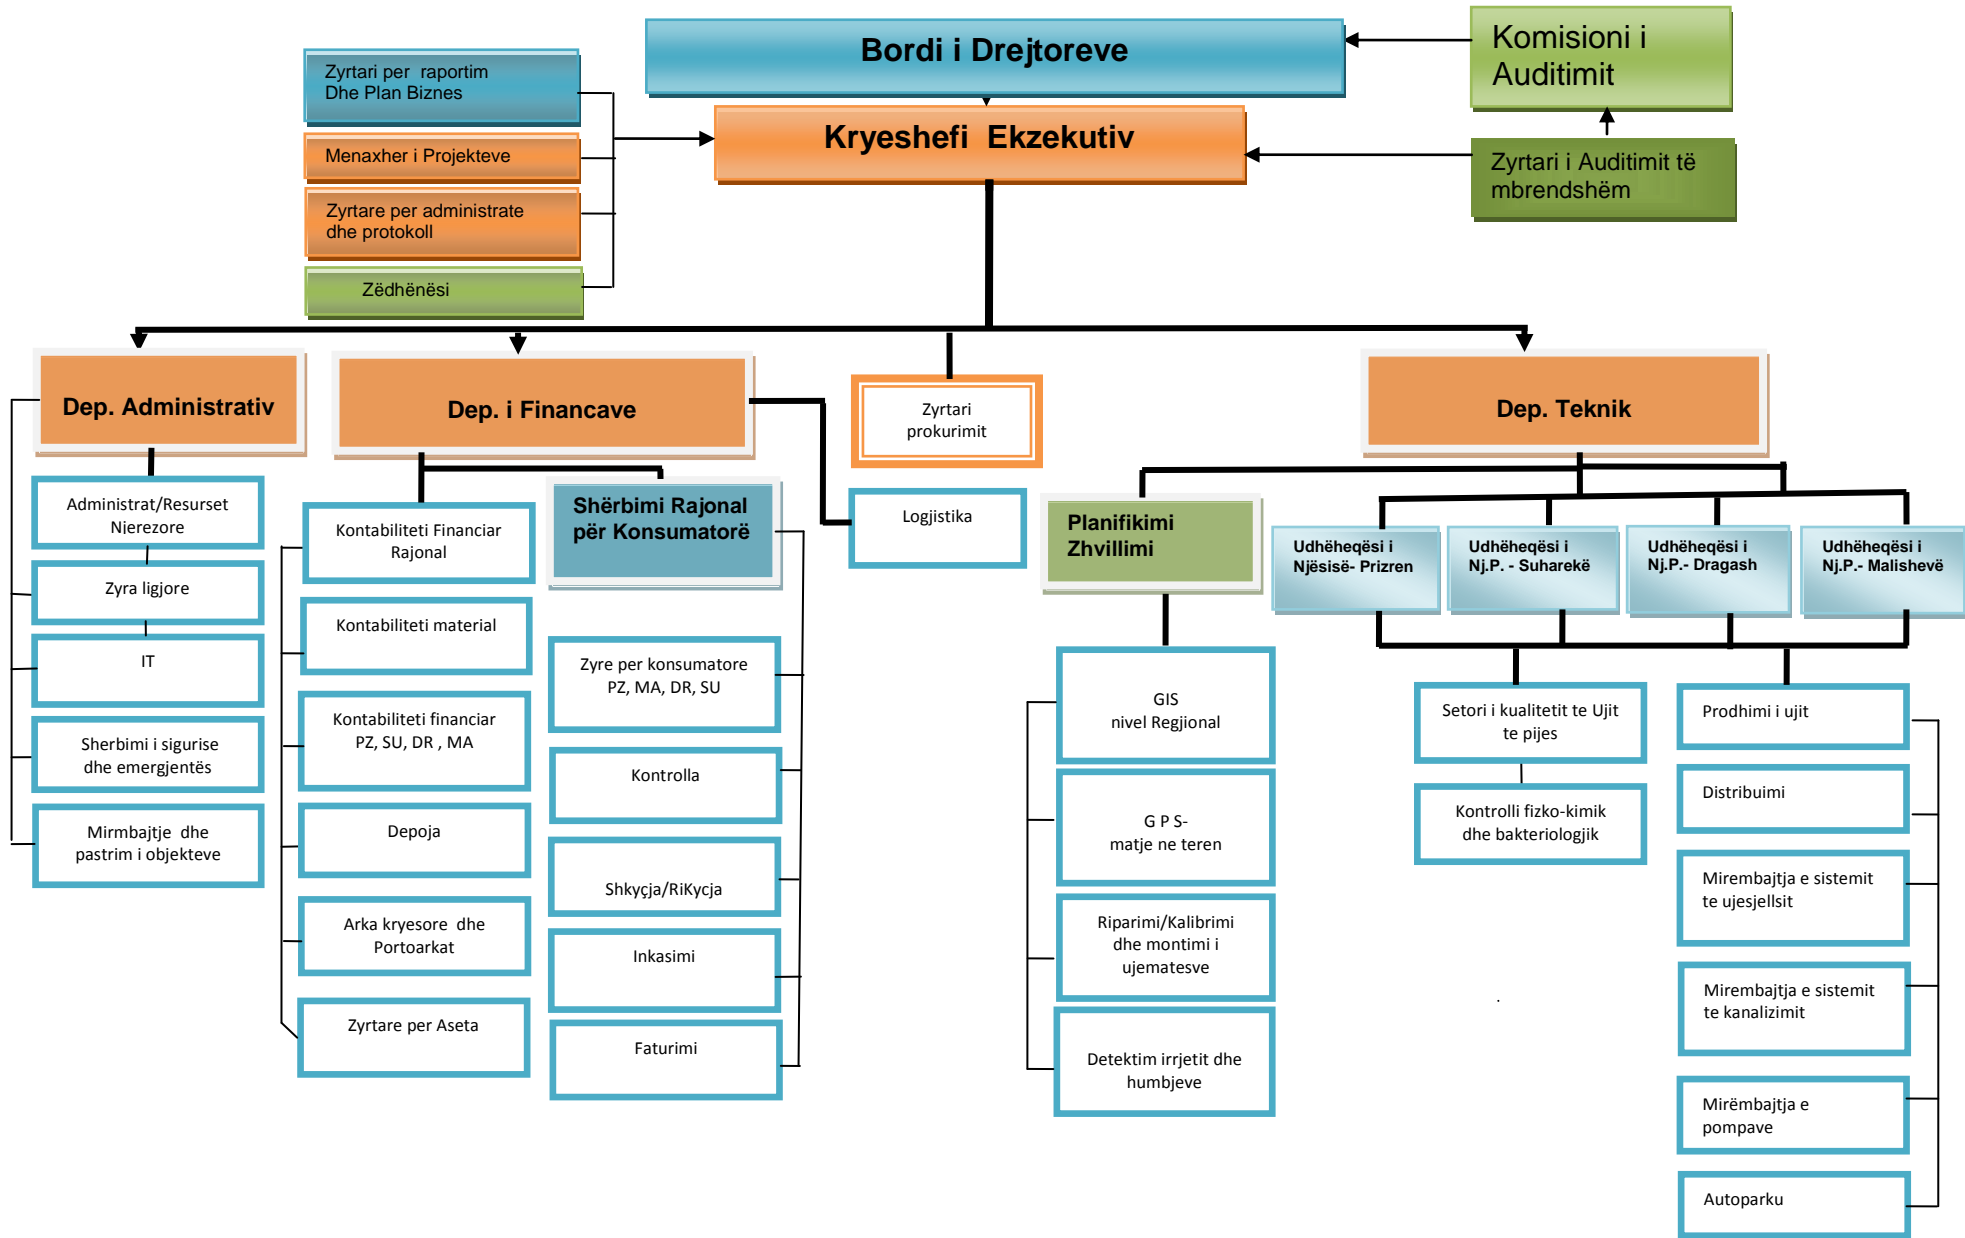 Bordi i Drejtoreve
Komisioni i
Auditimit
Zyrtari per raportim
Dhe Plan Biznes
Kryeshefi Ekzekutiv
Menaxher i Projekteve
Zyrtari i Auditimit të
mbrendshëm
Zyrtare per administrate
dhe protokoll
Zëdhënësi
Dep. Administrativ
Dep. i Financave
Zyrtari
prokurimit
Dep. Teknik
Administrat/Resurset
Njerezore
Zyra ligjore
IT
Sherbimi i sigurise
dhe emergjentës
Mirmbajtje dhe
pastrim i objekteve
Kontabiliteti Financiar
Rajonal
Kontabiliteti material
Kontabiliteti financiar
PZ, SU, DR , MA
Depoja
Arka kryesore dhe
Portoarkat
Zyrtare per Aseta
Shërbimi Rajonal
për Konsumatorë
Zyre per konsumatore
PZ, MA, DR, SU
Kontrolla
Shkyçja/RiKycja
Inkasimi
Faturimi
Logjistika
Planifikimi
Zhvillimi
GIS
nivel Regjional
G P S-
matje ne teren
Riparimi/Kalibrimi
dhe montimi i
ujematesve
Detektim irrjetit dhe
humbjeve
Udhëheqësi i
Njësisë- Prizren
Udhëheqësi i
Nj.P. - Suharekë
Udhëheqësi i
Nj.P.- Dragash
Udhëheqësi i
Nj.P.- Malishevë
Setori i kualitetit te Ujit
te pijes
Kontrolli fizko-kimik
dhe bakteriologjik
.
Prodhimi i ujit
Distribuimi
Mirembajtja e sistemit
te ujesjellsit
Mirembajtja e sistemit
te kanalizimit
Mirëmbajtja e
pompave
Autoparku